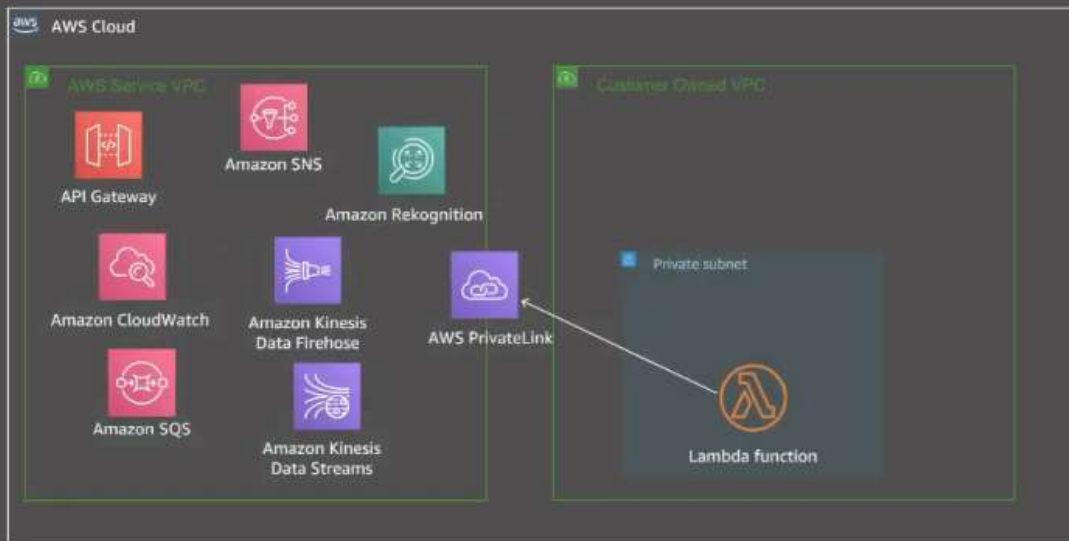 aws
AWS Cloud
AWS Service VPC
Customer Owned VPC
Amazon SNS
API Gateway
Amazon Rekognition
Private subnet
Amazon CloudWatch
Amazon Kinesis
Data Firehose
AWS PrivateLink
Amazon SQS
Amazon Kinesis
Data Streams
Lambda function